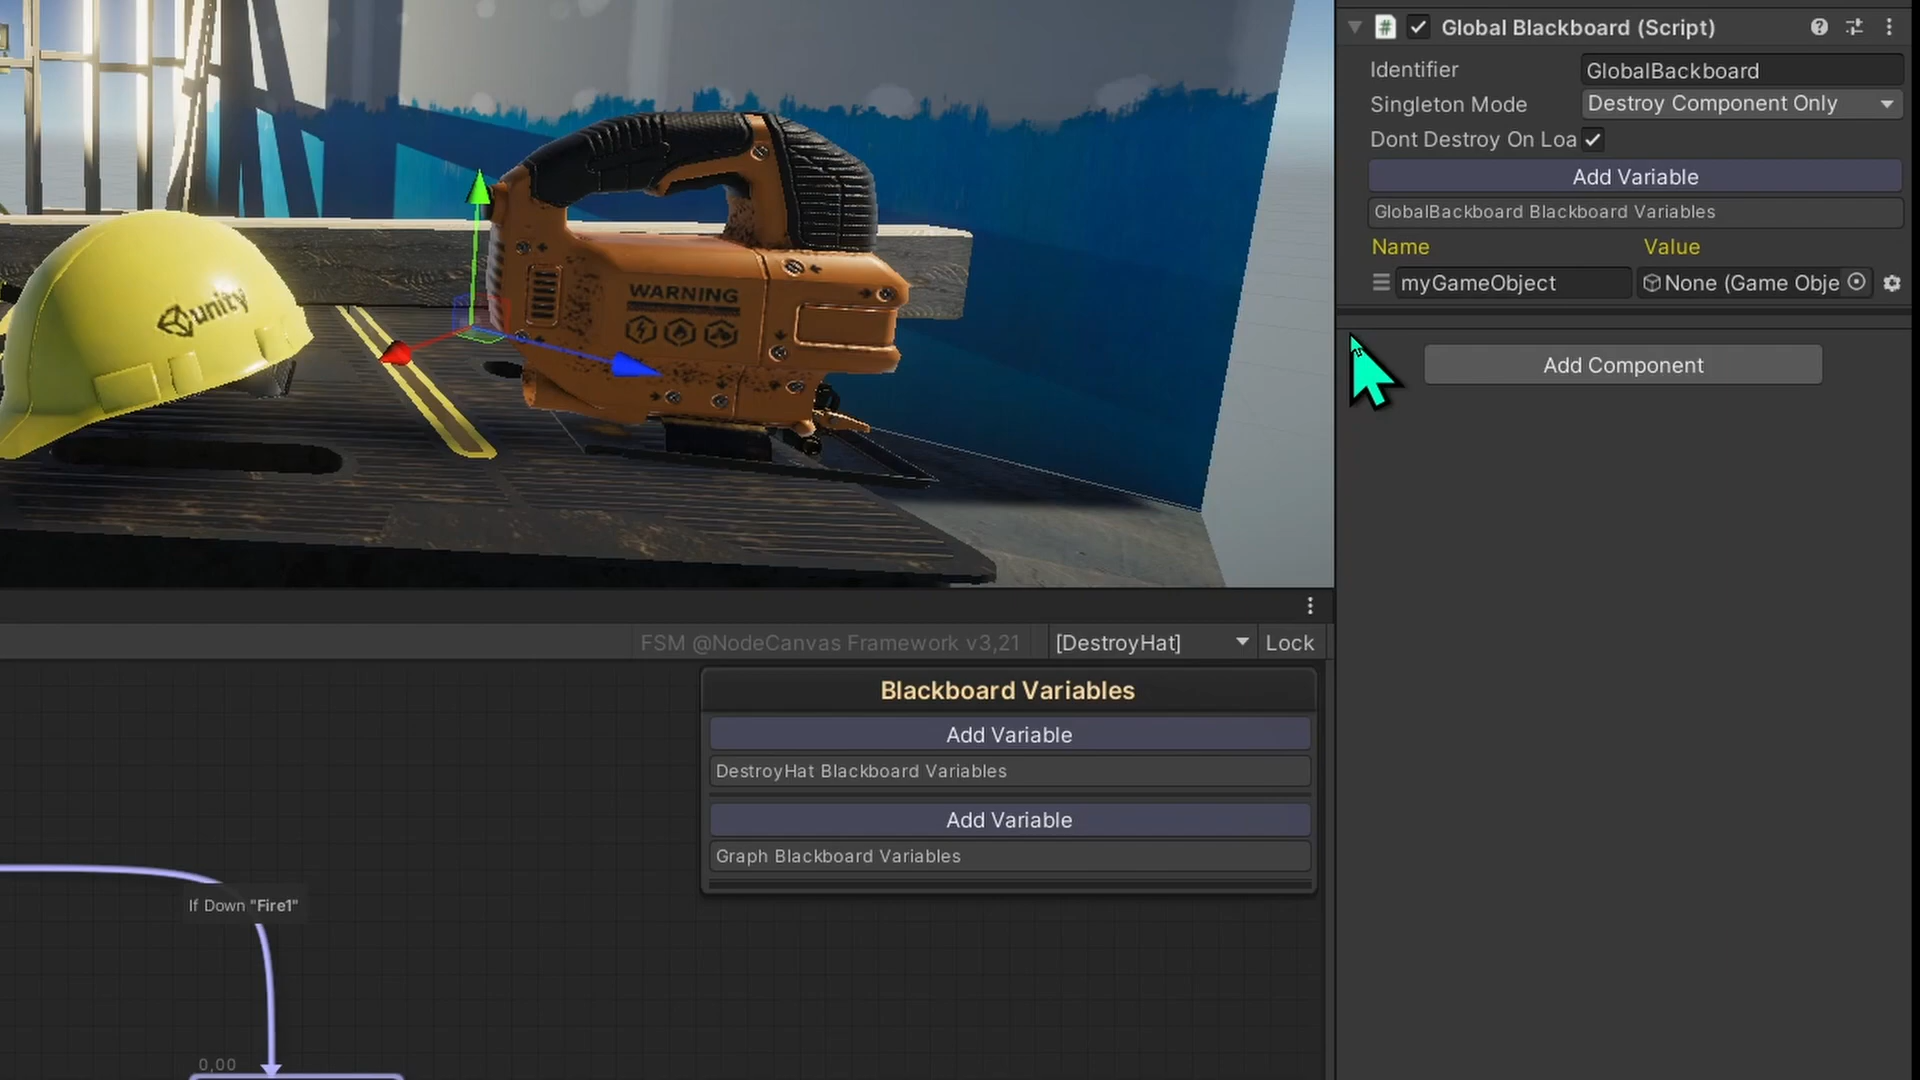 Global Blackboard (Script)
Identifier
GlobalBackboard
Singleton Mode
Destroy Component Only
Dont Destroy On Loa
Add Variable
GlobalBackboard Blackboard Variables
Name
Value
myGameObject
None (Game Obje
Add Component
unity
WARNING
FSM @NodeCanvas Framework v3,21
[DestroyHat]
Lock
Blackboard Variables
Add Variable
DestroyHat Blackboard Variables
Add Variable
Graph Blackboard Variables
If Down "Fire1"
0,00